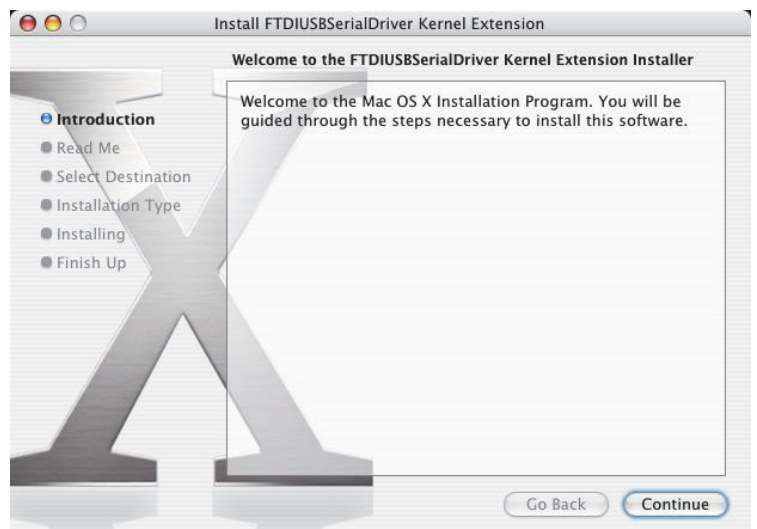 Install FTDIUSBSerialDriver Kernel Extension
Welcome to the FTDIUSBSerialDriver Kernel Extension Installer
Introduction
Read Me
Select Destination
Installation Type
Installing
Finish Up
Welcome to the Mac OS X Installation Program. You will be
guided through the steps necessary to install this software.
Go Back
Continue